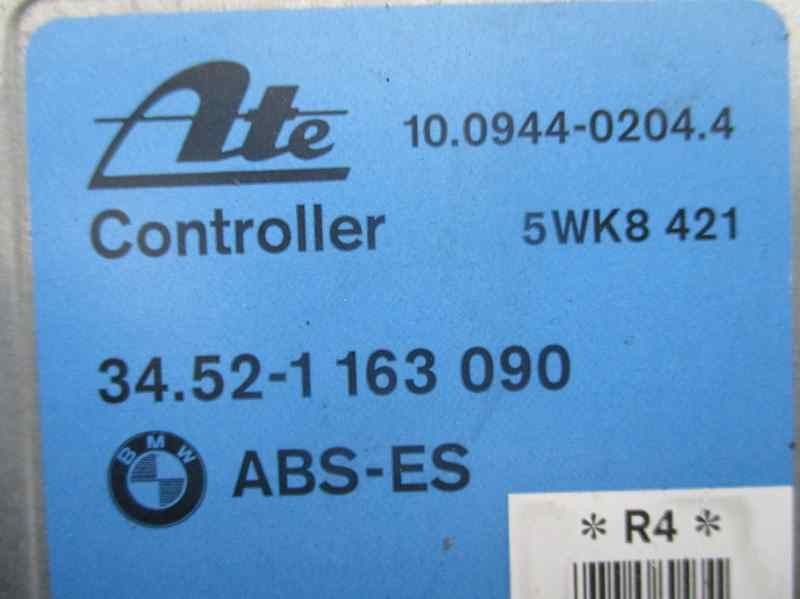 Ate 10.0944-0204.4
Controller 5WK8 421
34.52-1 163 090
BMW ABS-ES
* R4 *